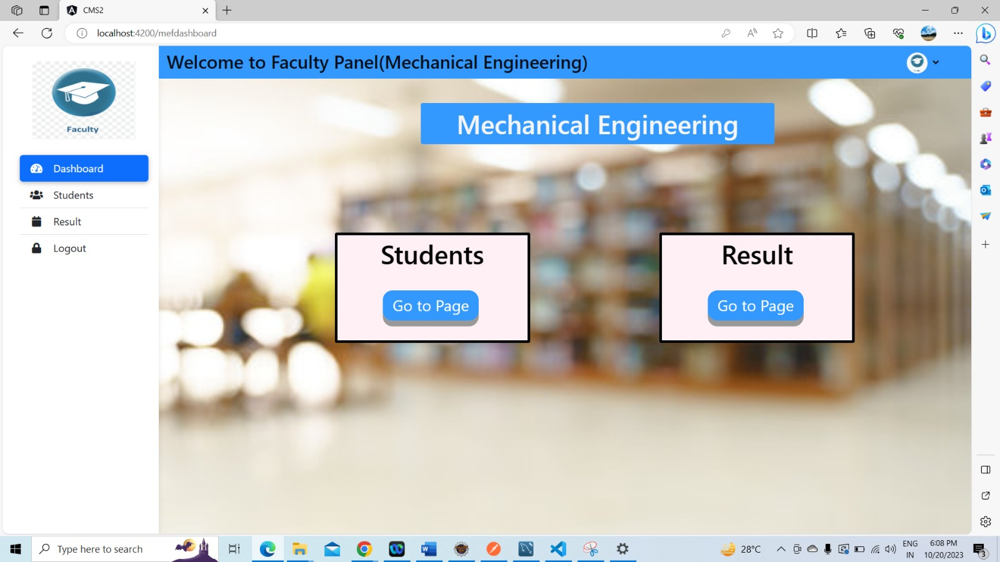 CMS2
localhost:4200/mefdashboard
Welcome to Faculty Panel(Mechanical Engineering)
Faculty
Mechanical Engineering
Dashboard
Students
Result
Logout
Students
Go to Page
Result
Go to Page
Type here to search
28°C
ENG
IN
6:08 PM
10/20/2023
3